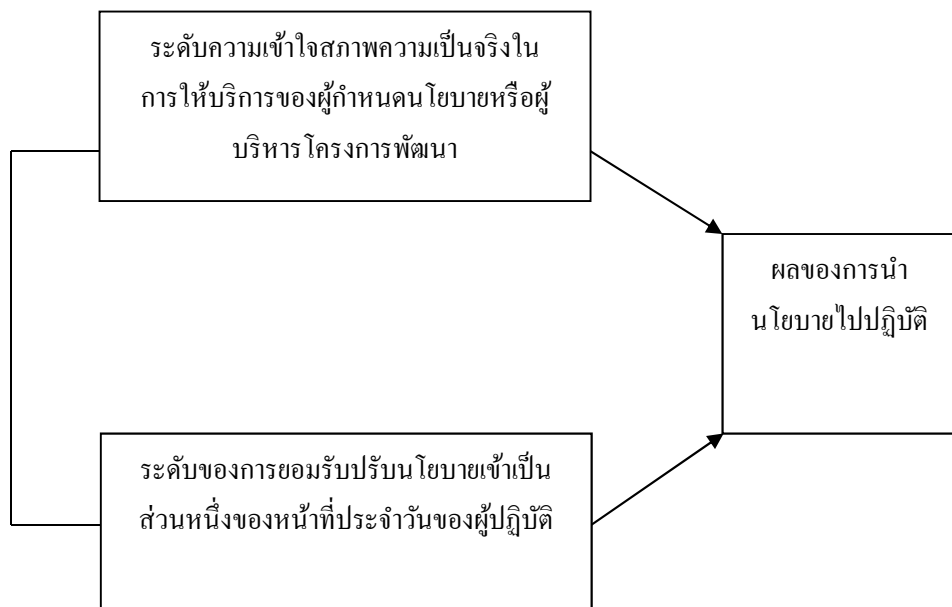 ระดับความเข้าใจสภาพความเป็นจริงใน
การให้บริการของผู้กำหนดนโยบายหรือผู้
บริหารโครงการพัฒนา
ผลของการนำ
นโยบายไปปฏิบัติ
ระดับของการยอมรับปรับนโยบายเข้าเป็น
ส่วนหนึ่งของหน้าที่ประจำวันของผู้ปฏิบัติ